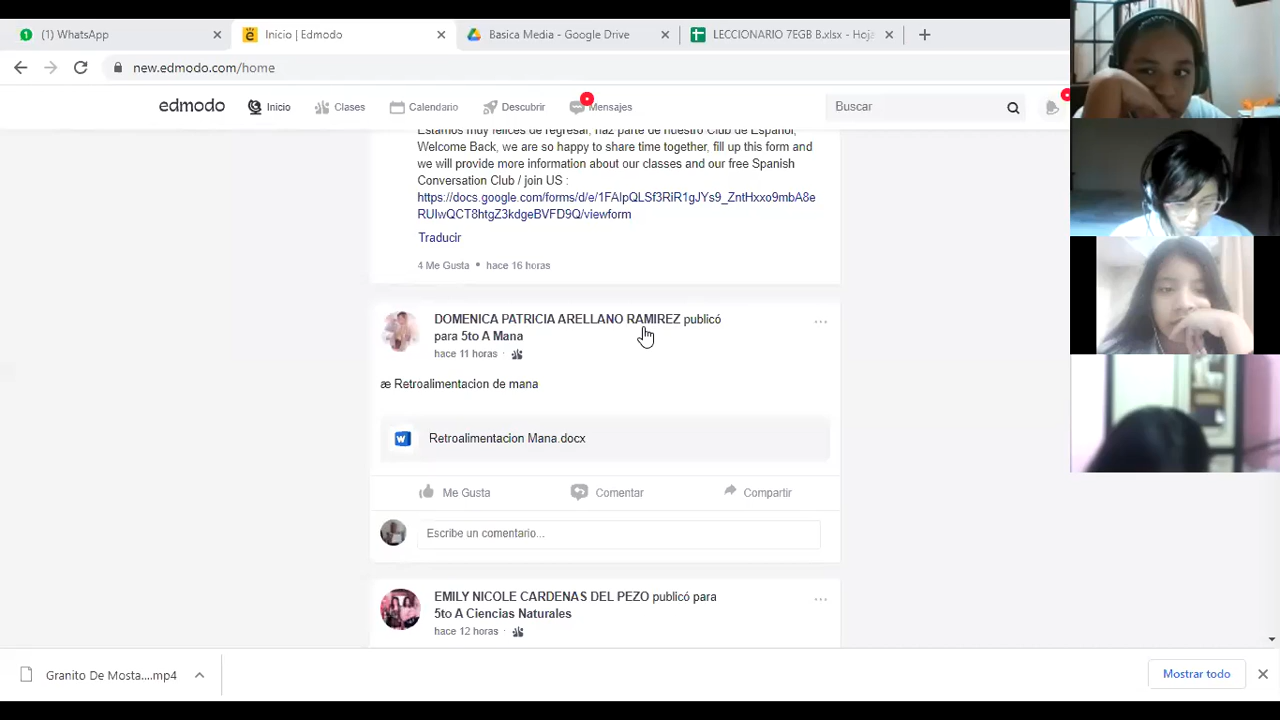 (1) WhatsApp
Inicio | Edmodo
Basica Media - Google Drive
LECCIONARIO 7EGB B.xlsx - Hoja
new.edmodo.com/home
edmodo
Inicio
Clases
Calendario
Descubrir
Mensajes
Buscar
Estamos muy felices de regresar, haz parte de nuestro Club de Español,
Welcome Back, we are so happy to share time together, fill up this form and
we will provide more information about our classes and our free Spanish
Conversation Club / join US :
https://docs.google.com/forms/d/e/1FAIpQLSf3RiR1gJYs9_ZntHxxo9mbA8e
RUIwQCT8htgZ3kdgeBVFD9Q/viewform
Traducir
4 Me Gusta • hace 16 horas
DOMENICA PATRICIA ARELLANO RAMIREZ publicó
para 5to A Mana
hace 11 horas ·
æ Retroalimentacion de mana
W
Retroalimentacion Mana.docx
Me Gusta
Comentar
Compartir
Escribe un comentario...
EMILY NICOLE CARDENAS DEL PEZO publicó para
5to A Ciencias Naturales
hace 12 horas ·
Granito De Mosta....mp4
Mostrar todo